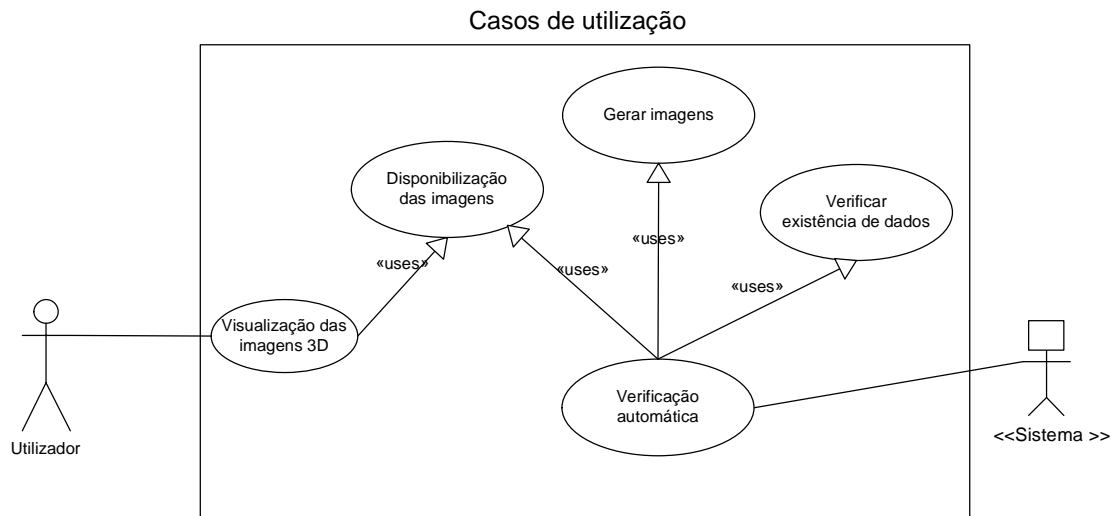 Casos de utilização
Gerar imagens
Disponibilização
das imagens
Verificar
existência de dados
«uses»
«uses»
«uses»
«uses»
Visualização das
imagens 3D
Verificação
automática
Utilizador
<<Sistema >>